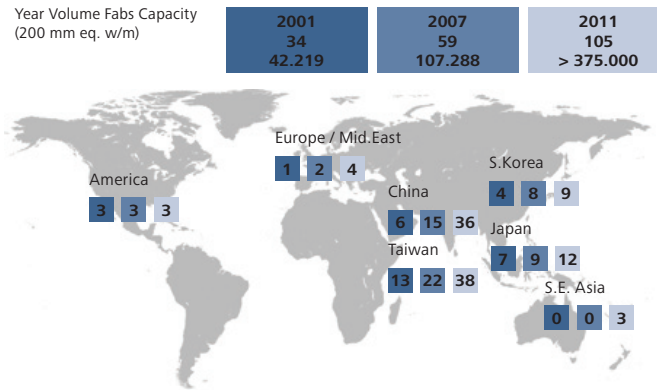 Year Volume Fabs Capacity
(200 mm eq. w/m)
2001
34
42.219
2007
59
107.288
2011
105
> 375.000
Europe / Mid.East
1 2 4
America
3 3 3
S.Korea
4 8 9
China
6 15 36
Japan
7 9 12
Taiwan
13 22 38
S.E. Asia
0 0 3